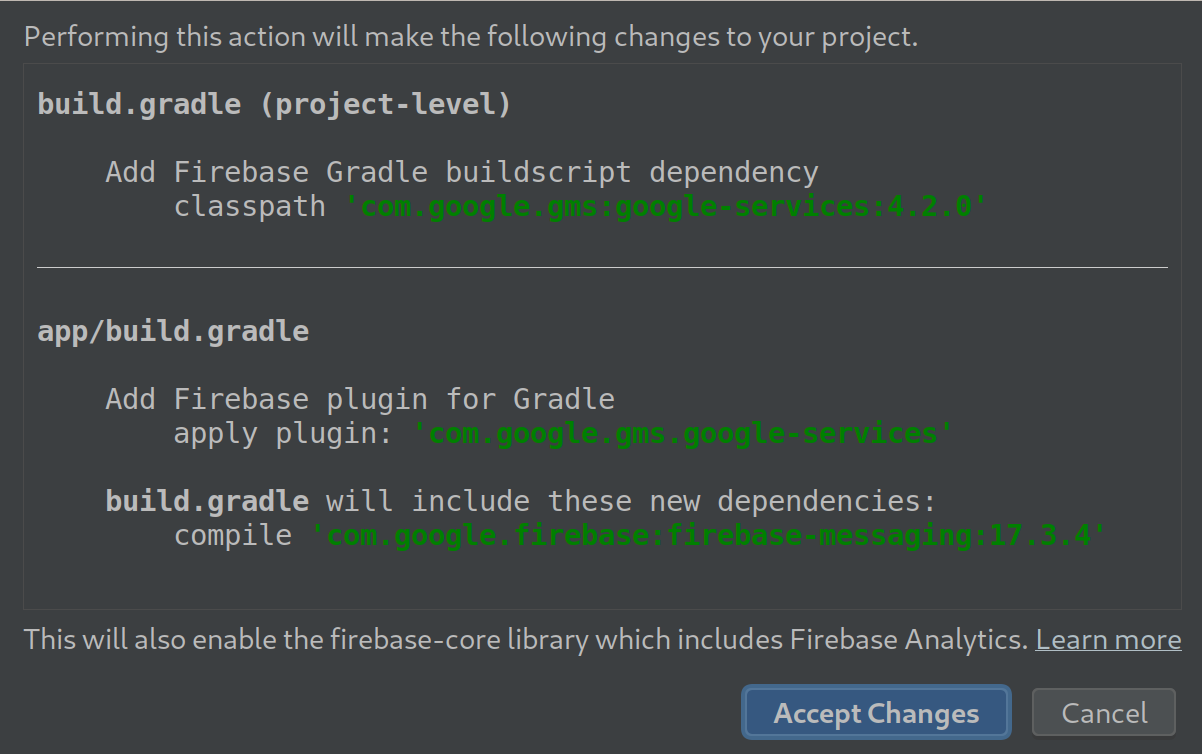 Performing this action will make the following changes to your project.
build.gradle (project-level)
Add Firebase Gradle buildscript dependency
classpath 'com.google.gms:google-services:4.2.0'
app/build.gradle
Add Firebase plugin for Gradle
apply plugin: 'com.google.gms.google-services'
build.gradle will include these new dependencies:
compile 'com.google.firebase:firebase-messaging:17.3.4'
This will also enable the firebase-core library which includes Firebase Analytics. Learn more
Accept Changes Cancel